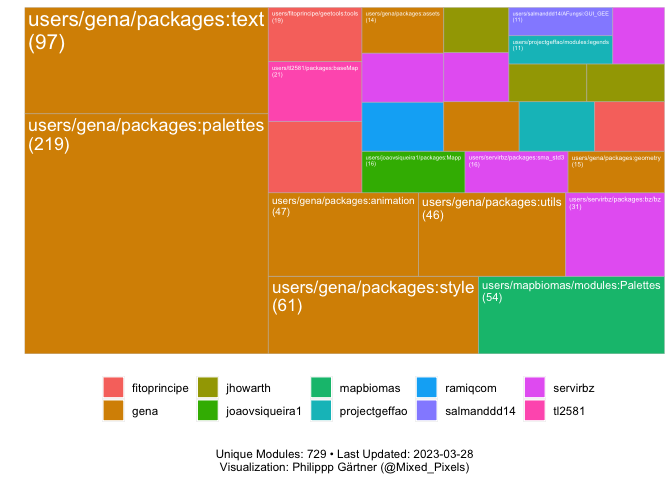 users/gena/packages:text
(97)
users/gena/packages:palettes
(219)
users/fitoprincipe/geetools:tools
(19)
users/tl2581/packages:baseMap
(21)
users/gena/packages:assets
(14)
users/salmanddd14/AFungai:GUI_GEE
(11)
users/projectgeffao/modules:legends
(11)
users/joaovsiqueira1/packages:Mapp
(16)
users/servirbz/packages:sma_std3
(16)
users/gena/packages:geometry
(15)
users/gena/packages:animation
(47)
users/gena/packages:utils
(46)
users/servirbz/packages:bz/bz
(31)
users/gena/packages:style
(61)
users/mapbiomas/modules:Palettes
(54)
fitoprincipe
jhowarth
mapbiomas
ramiqcom
servirbz
gena
joaovsiqueira1
projectgeffao
salmanddd14
tl2581
Unique Modules: 729 • Last Updated: 2023-03-28
Visualization: Philippp Gärtner (@Mixed_Pixels)